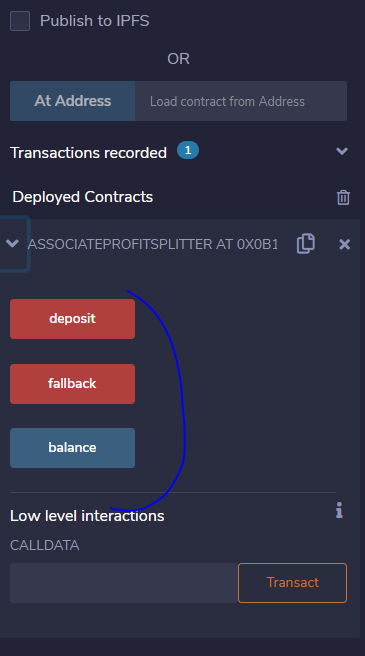 Publish to IPFS
OR
At Address Load contract from Address
Transactions recorded 1
Deployed Contracts
ASSOCIATEPROFITSPLITTER AT 0X0B1
deposit
fallback
balance
Low level interactions
CALLDATA
Transact